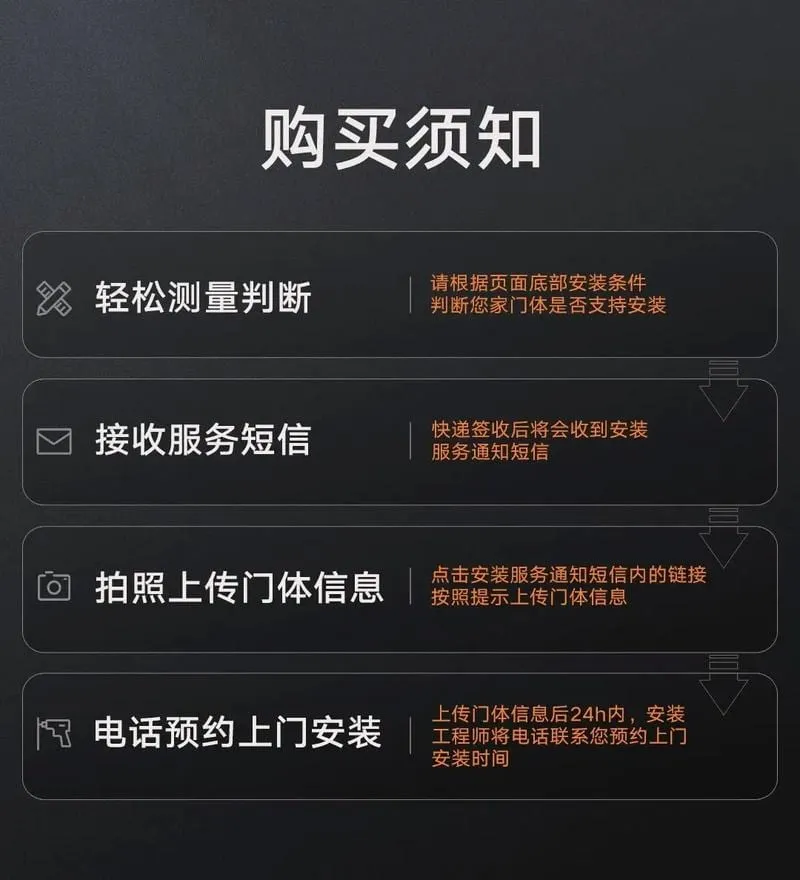 购买须知
轻松测量判断
请根据页面底部安装条件
判断您家门体是否支持安装
接收服务短信
快递签收后将会收到安装
服务通知短信
拍照上传门体信息
点击安装服务通知短信内的链接
按照提示上传门体信息
电话预约上门安装
上传门体信息后24h内，安装
工程师将电话联系您预约上门
安装时间